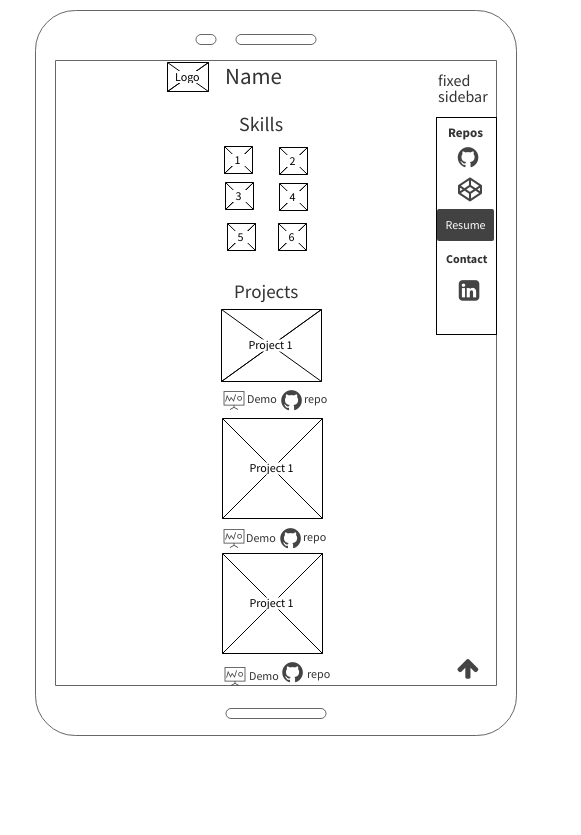 Logo
Name
fixed
sidebar
Skills
Repos
1
2
3
4
Resume
5
6
Contact
Projects
Project 1
Demo
repo
Project 1
Demo
repo
Project 1
Demo
repo